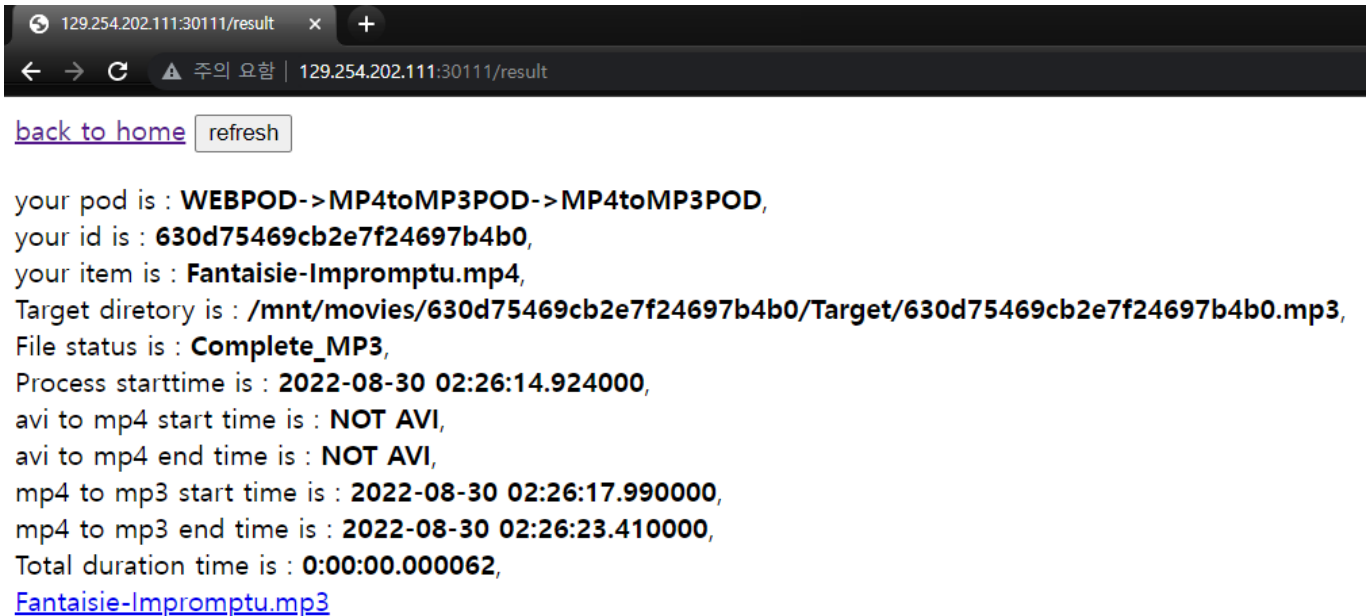 129.254.202.111:30111/result
주의 요함 | 129.254.202.111:30111/result
back to home refresh
your pod is : WEBPOD->MP4toMP3POD->MP4toMP3POD,
your id is : 630d75469cb2e7f24697b4b0,
your item is : Fantaisie-Impromptu.mp4,
Target diretory is : /mnt/movies/630d75469cb2e7f24697b4b0/Target/630d75469cb2e7f24697b4b0.mp3,
File status is : Complete_MP3,
Process starttime is : 2022-08-30 02:26:14.924000,
avi to mp4 start time is : NOT AVI,
avi to mp4 end time is : NOT AVI,
mp4 to mp3 start time is : 2022-08-30 02:26:17.990000,
mp4 to mp3 end time is : 2022-08-30 02:26:23.410000,
Total duration time is : 0:00:00.000062,
Fantaisie-Impromptu.mp3